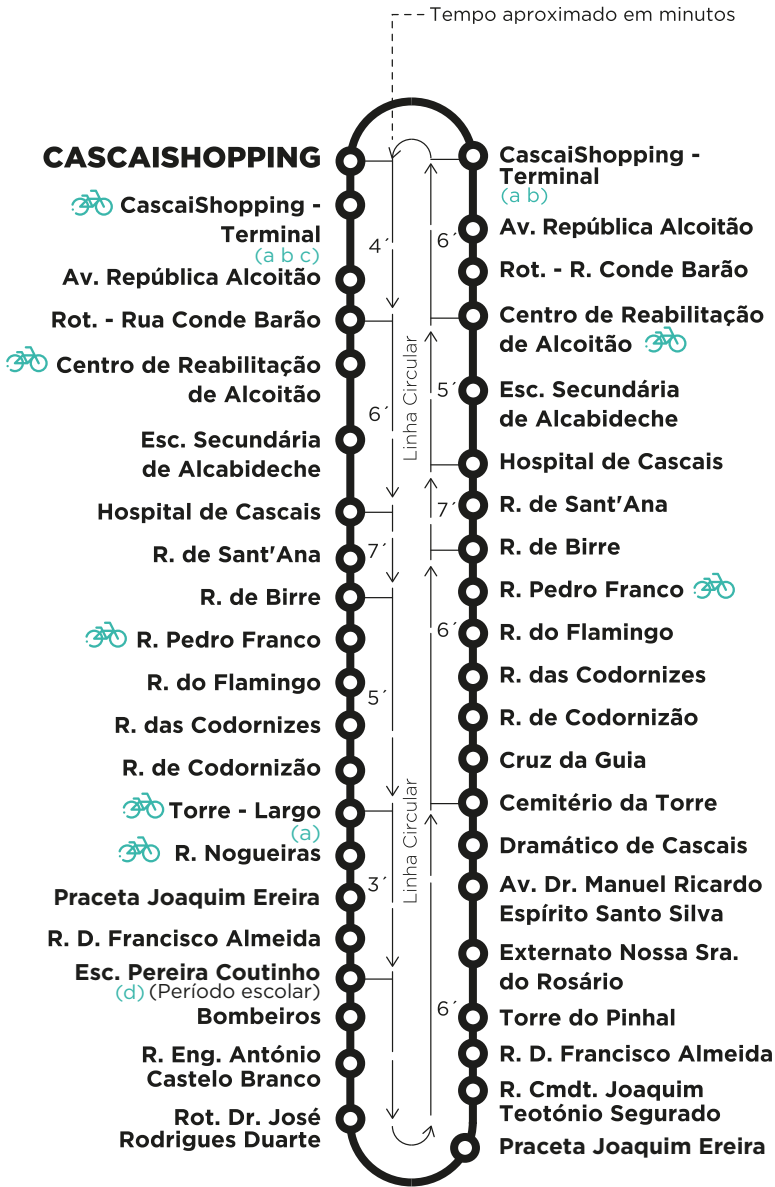 Tempo aproximado em minutos
CASCAISHOPPING
CascaiShopping -
Terminal
(a b c)
Av. República Alcoitão
Rot. - Rua Conde Barão
Centro de Reabilitação
de Alcoitão
Esc. Secundária
de Alcabideche
Hospital de Cascais
R. de Sant'Ana
R. de Birre
R. Pedro Franco
R. do Flamingo
R. das Codornizes
R. de Codornizão
Torre - Largo
(a)
R. Nogueiras
Praceta Joaquim Ereira
R. D. Francisco Almeida
Esc. Pereira Coutinho
(d) (Período escolar)
Bombeiros
R. Eng. António
Castelo Branco
Rot. Dr. José
Rodrigues Duarte
4´
6´
7´
5´
3´
Linha Circular
Linha Circular
6´
5´
7´
6´
6´
CascaiShopping -
Terminal
(a b)
Av. República Alcoitão
Rot. - R. Conde Barão
Centro de Reabilitação
de Alcoitão
Esc. Secundária
de Alcabideche
Hospital de Cascais
R. de Sant'Ana
R. de Birre
R. Pedro Franco
R. do Flamingo
R. das Codornizes
R. de Codornizão
Cruz da Guia
Cemitério da Torre
Dramático de Cascais
Av. Dr. Manuel Ricardo
Espírito Santo Silva
Externato Nossa Sra.
do Rosário
Torre do Pinhal
R. D. Francisco Almeida
R. Cmdt. Joaquim
Teotónio Segurado
Praceta Joaquim Ereira